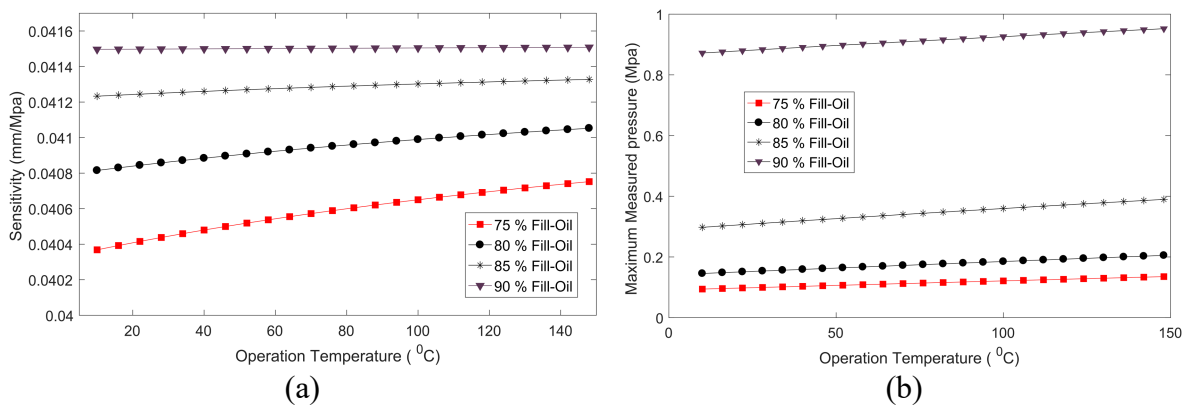 0.0416
0.0414
0.0412
0.041
0.0408
0.0406
0.0404
0.0402
0.04
Sensitivity (mm/Mpa)
75 % Fill-Oil
80 % Fill-Oil
85 % Fill-Oil
90 % Fill-Oil
20 40 60 80 100 120 140
Operation Temperature ( ⁰C)
(a)
1
0.8
0.6
0.4
0.2
0
Maximum Measured pressure (Mpa)
75 % Fill-Oil
80 % Fill-Oil
85 % Fill-Oil
90 % Fill-Oil
0 50 100 150
Operation Temperature ( ⁰C)
(b)